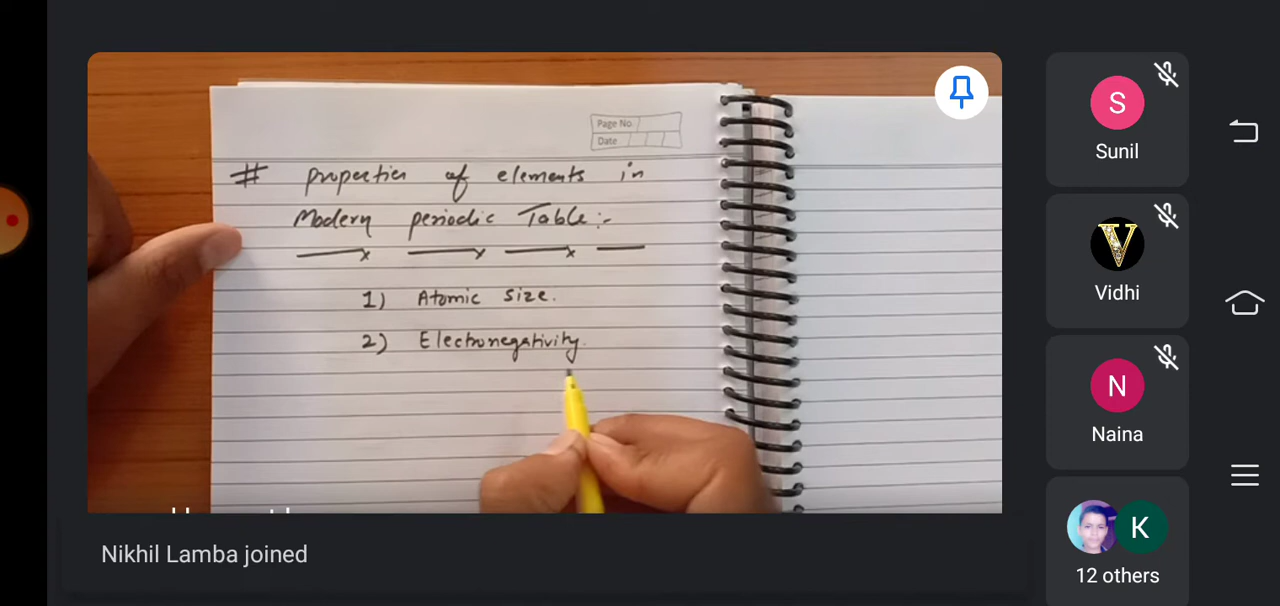 Page No.
Date
# properties of elements in
Modern periodic Table:-
1) Atomic size.
2) Electronegativity.
S
Sunil
V
Vidhi
N
Naina
K
12 others
Nikhil Lamba joined